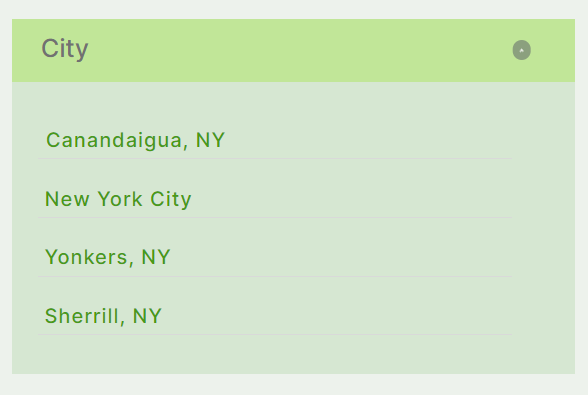 City
Canandaigua, NY
New York City
Yonkers, NY
Sherrill, NY